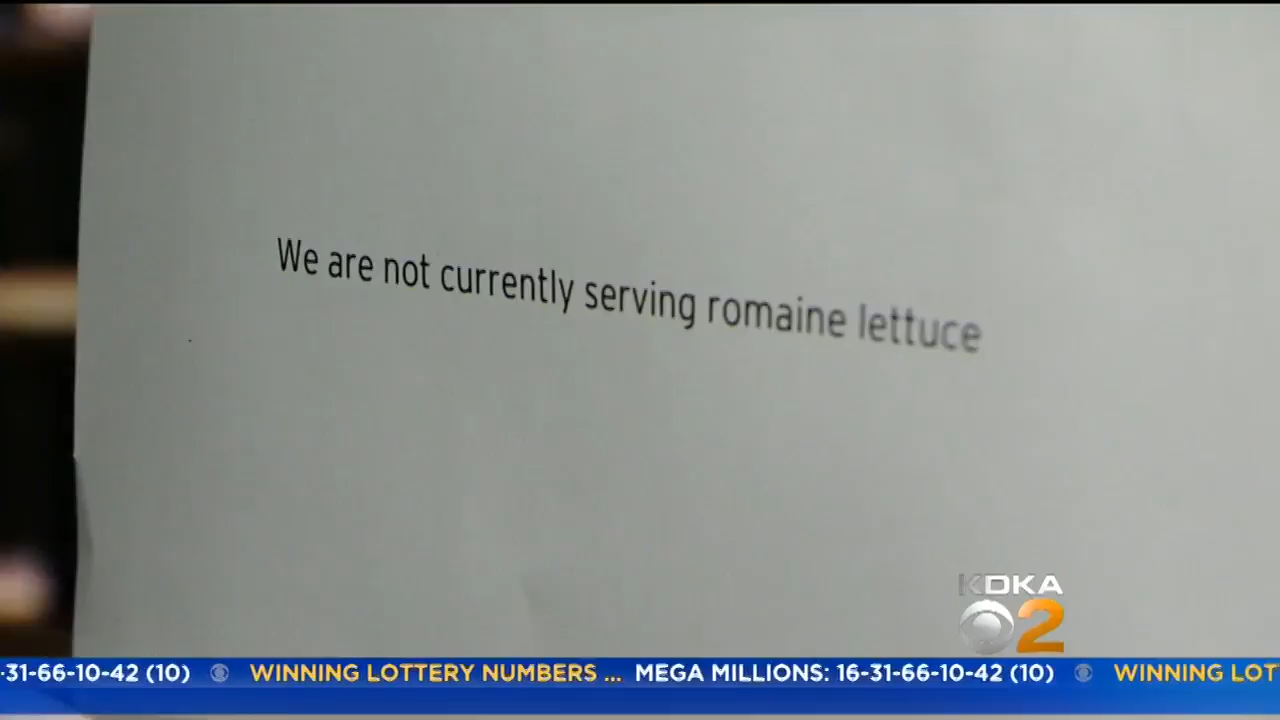 We are not currently serving romaine lettuce
KDKA
2
-31-66-10-42 (10) WINNING LOTTERY NUMBERS ... MEGA MILLIONS: 16-31-66-10-42 (10) WINNING LOT